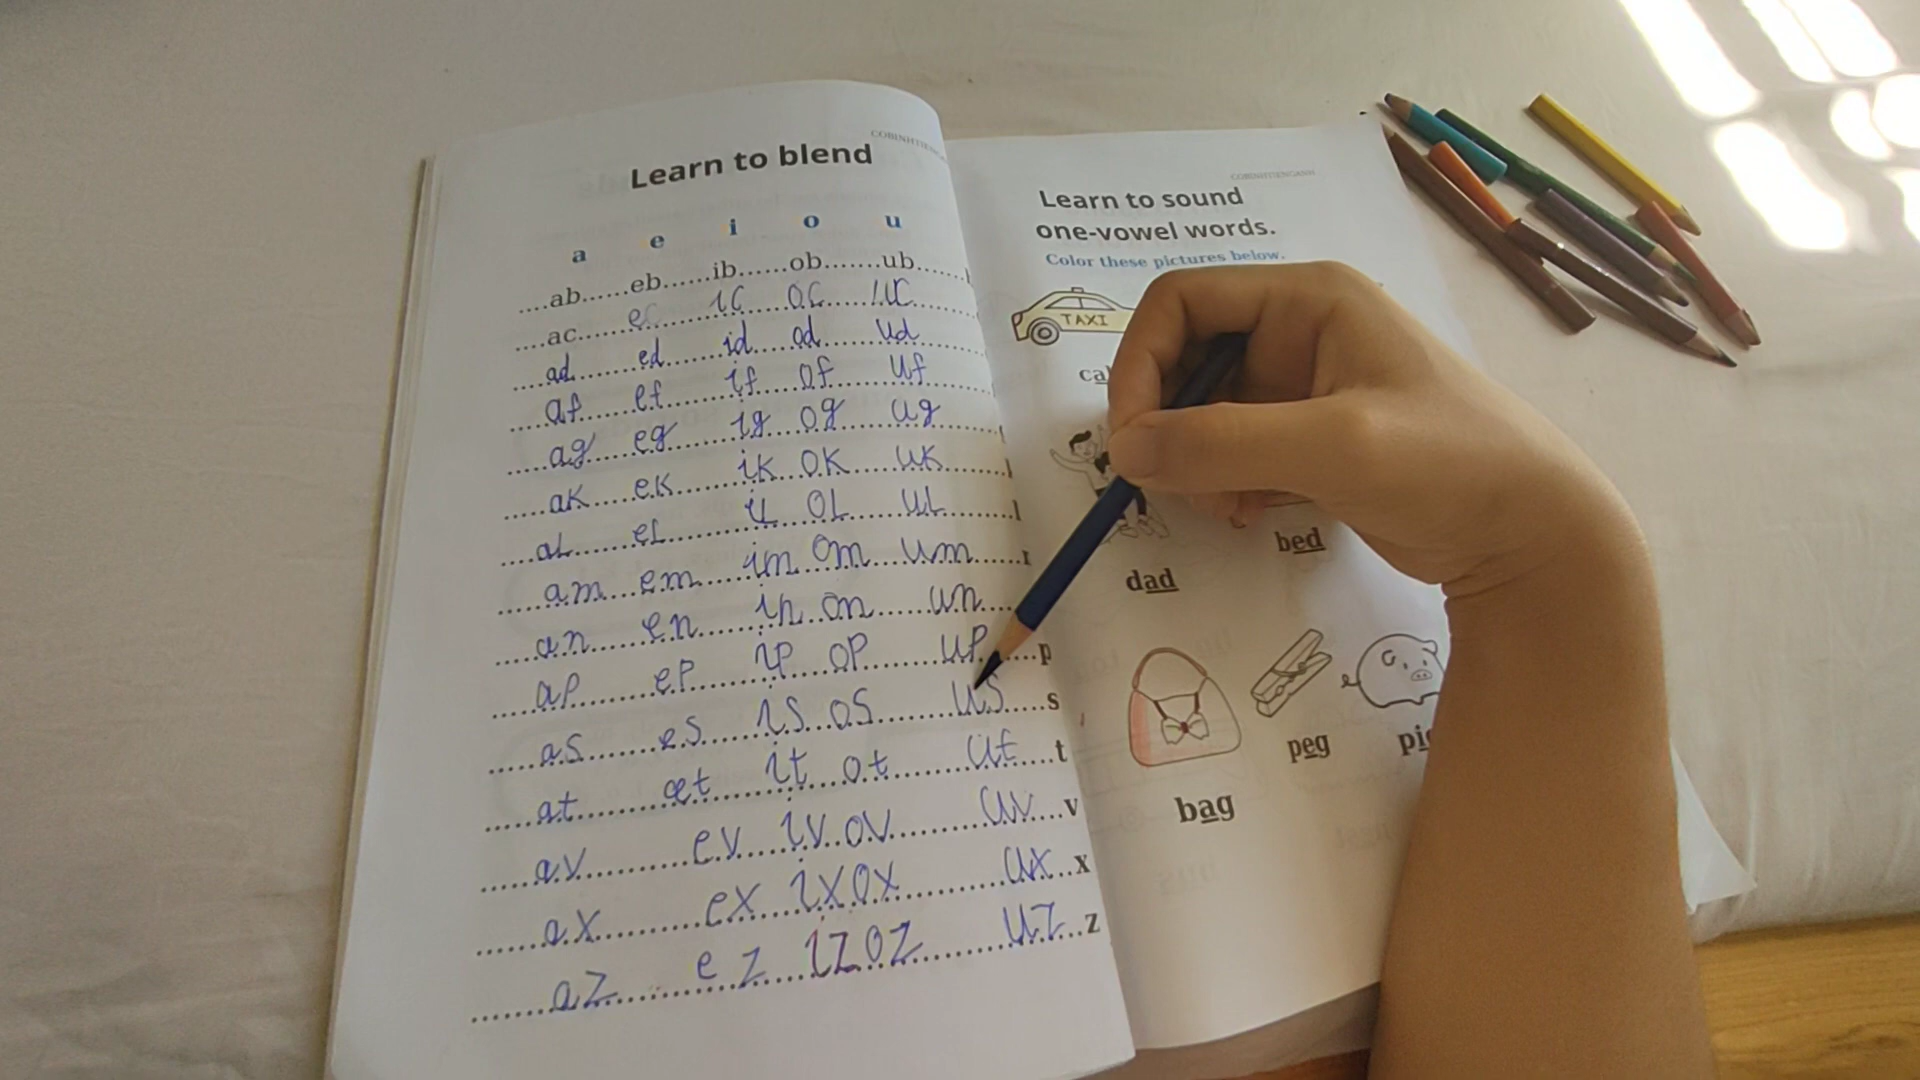 COBINHTIENGANH
Learn to blend
a e i o u
....ab......eb......ib......ob.......ub......
....ac...... ec ic oc uc
ad ed id od ud
af ef if of uf
ag eg ig og ug
aK eK iK OK uK
aL eL iL OL uL
am em im om um
an en in on un
ap ep ip op up p
as es is os us s
at et it ot ut t
av ev iv ov uv v
ax ex ix ox ux x
az ez iz oz uz z
COBINHTIENGANH
Learn to sound
one-vowel words.
Color these pictures below.
TAXI
dad
bed
bag
peg